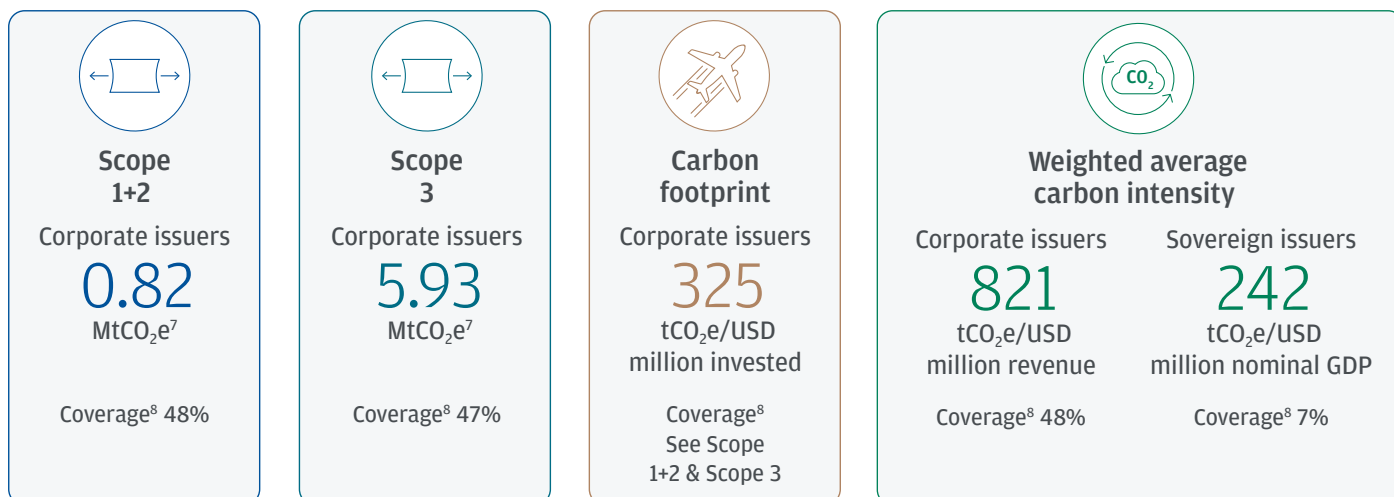 Scope
1+2
Corporate issuers
0.82
MtCO₂e⁷
Coverage⁸ 48%
Scope
3
Corporate issuers
5.93
MtCO₂e⁷
Coverage⁸ 47%
Carbon
footprint
Corporate issuers
325
tCO₂e/USD
million invested
Coverage⁸
See Scope
1+2 & Scope 3
CO₂
Weighted average
carbon intensity
Corporate issuers
821
tCO₂e/USD
million revenue
Coverage⁸ 48%
Sovereign issuers
242
tCO₂e/USD
million nominal GDP
Coverage⁸ 7%